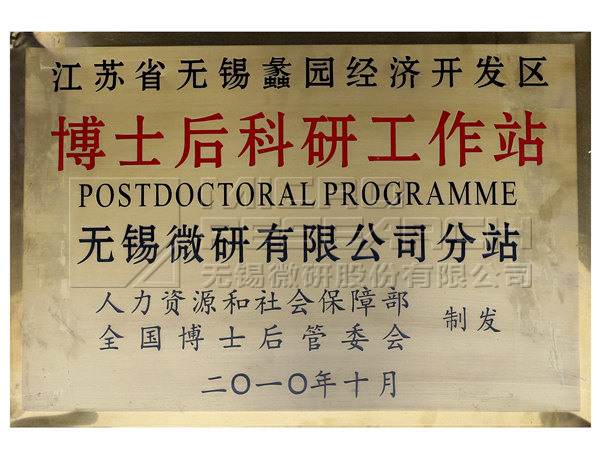 江苏省无锡蠡园经济开发区
博士后科研工作站
POSTDOCTORAL PROGRAMME
无锡微研有限公司分站
MICRO RESEARCH
无锡微研股份有限公司
人力资源和社会保障部
全国博士后管委会
制发
二〇一〇年十月